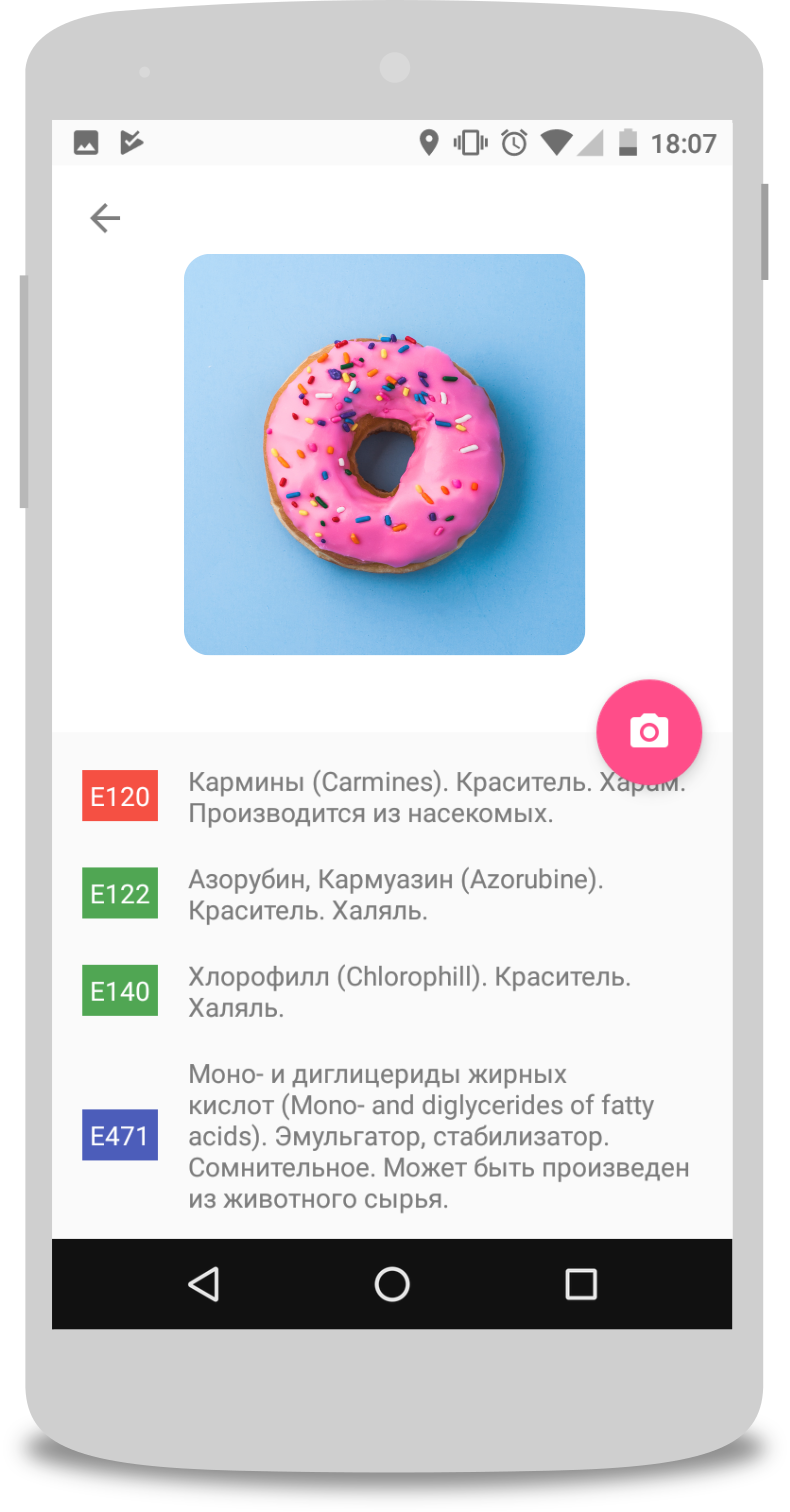 18:07
E120
Кармины (Carmines). Краситель. Харам.
Производится из насекомых.
E122
Азорубин, Кармуазин (Azorubine).
Краситель. Халяль.
E140
Хлорофилл (Chlorophill). Краситель.
Халяль.
E471
Моно- и диглицериды жирных
кислот (Mono- and diglycerides of fatty
acids). Эмульгатор, стабилизатор.
Сомнительное. Может быть произведен
из животного сырья.